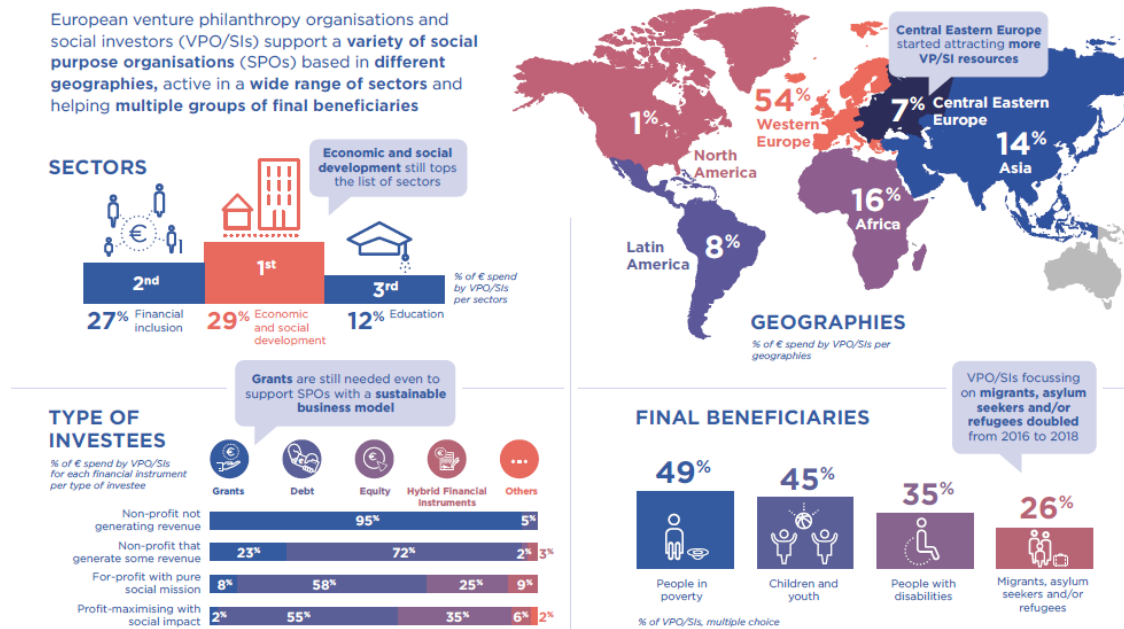 European venture philanthropy organisations and
social investors (VPO/SIs) support a variety of social
purpose organisations (SPOs) based in different
geographies, active in a wide range of sectors and
helping multiple groups of final beneficiaries
SECTORS
Economic and social
development still tops
the list of sectors
€
2nd
1st
3rd
% of € spend
by VPO/SIs
per sectors
27% Financial
inclusion
29% Economic
and social
development
12% Education
Central Eastern Europe
started attracting more
VP/SI resources
1%
North
America
54%
Western
Europe
7% Central Eastern
Europe
14%
Asia
16%
Africa
Latin
America
8%
GEOGRAPHIES
% of € spend by VPO/SIs per
geographies
TYPE OF
INVESTEES
% of € spend by VPO/SIs
for each financial instrument
per type of investee
Grants are still needed even to
support SPOs with a sustainable
business model
Grants
Debt
Equity
Hybrid Financial
Instruments
Others
Non-profit not
generating revenue
95%
5%
Non-profit that
generate some revenue
23%
72%
2%
3%
For-profit with pure
social mission
8%
58%
25%
9%
Profit-maximising with
social impact
2%
55%
35%
6%
2%
FINAL BENEFICIARIES
VPO/SIs focussing
on migrants, asylum
seekers and/or
refugees doubled
from 2016 to 2018
49%
People in
poverty
45%
Children and
youth
35%
People with
disabilities
26%
Migrants, asylum
seekers and/or
refugees
% of VPO/SIs, multiple choice